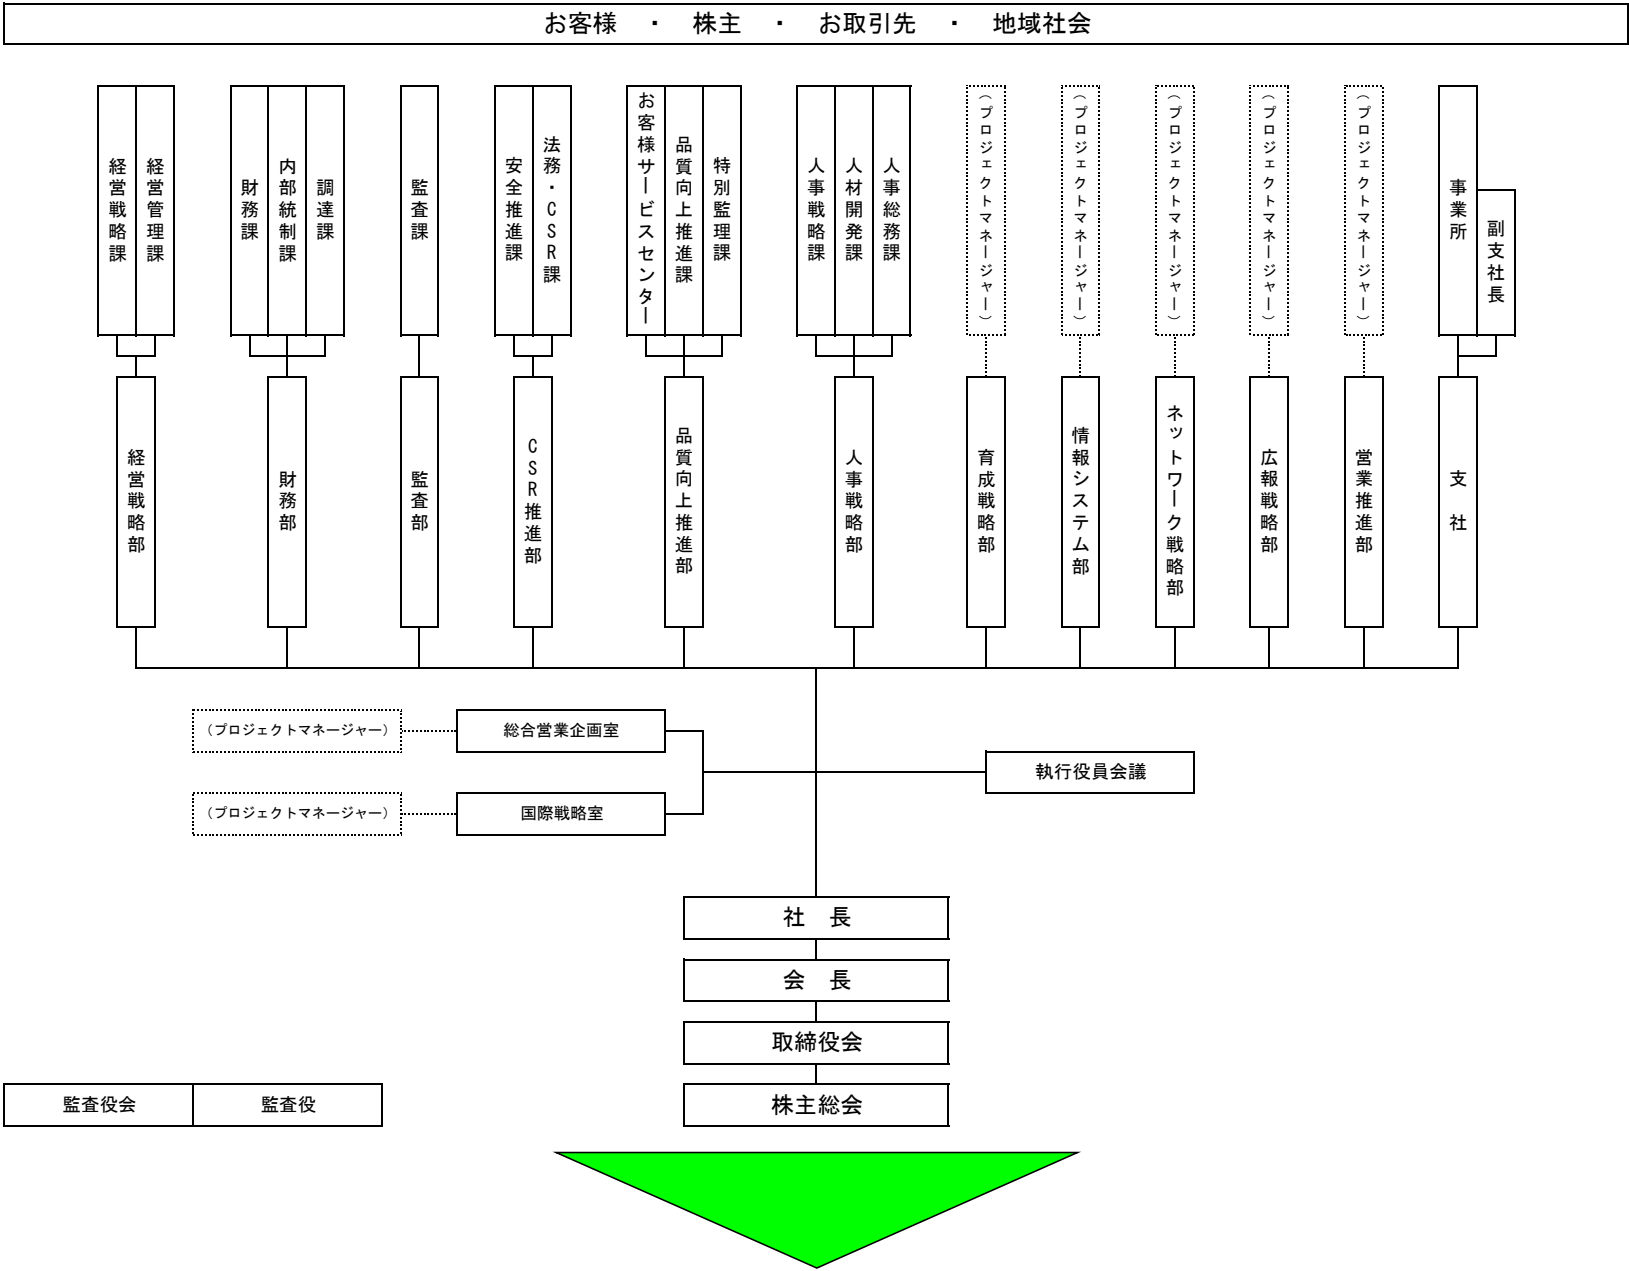 お客様　・　株主　・　お取引先　・　地域社会
経営戦略課
経営管理課
財務課
内部統制課
調達課
監査課
安全推進課
法務・CSR課
お客様サービスセンター
品質向上推進課
特別監理課
人事戦略課
人材開発課
人事総務課
（プロジェクトマネージャー）
（プロジェクトマネージャー）
（プロジェクトマネージャー）
（プロジェクトマネージャー）
（プロジェクトマネージャー）
事業所
副支社長
経営戦略部
財務部
監査部
CSR推進部
品質向上推進部
人事戦略部
育成戦略部
情報システム部
ネットワーク戦略部
広報戦略部
営業推進部
支　社
（プロジェクトマネージャー）
総合営業企画室
執行役員会議
（プロジェクトマネージャー）
国際戦略室
社　長
会　長
取締役会
監査役会
監査役
株主総会